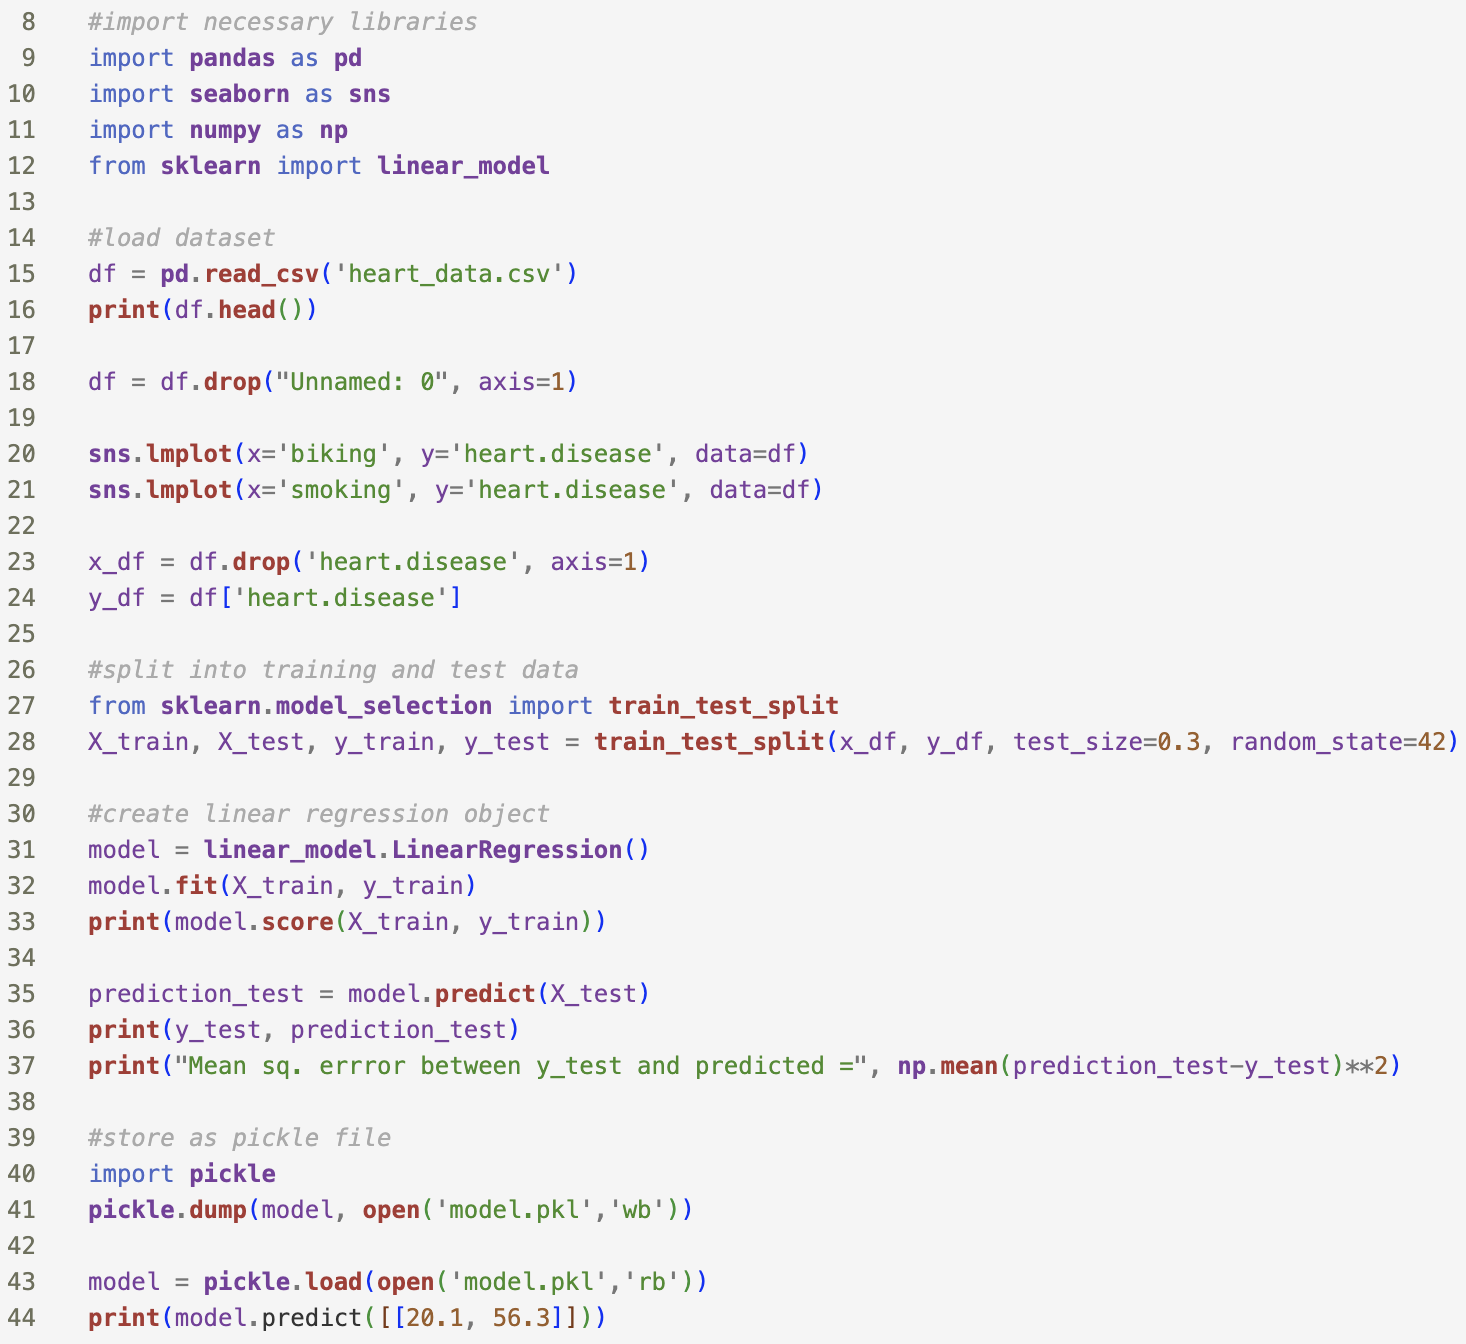 8 #import necessary libraries
9 import pandas as pd
10 import seaborn as sns
11 import numpy as np
12 from sklearn import linear_model
13
14 #load dataset
15 df = pd.read_csv('heart_data.csv')
16 print(df.head())
17
18 df = df.drop("Unnamed: 0", axis=1)
19
20 sns.lmplot(x='biking', y='heart.disease', data=df)
21 sns.lmplot(x='smoking', y='heart.disease', data=df)
22
23 x_df = df.drop('heart.disease', axis=1)
24 y_df = df['heart.disease']
25
26 #split into training and test data
27 from sklearn.model_selection import train_test_split
28 X_train, X_test, y_train, y_test = train_test_split(x_df, y_df, test_size=0.3, random_state=42)
29
30 #create linear regression object
31 model = linear_model.LinearRegression()
32 model.fit(X_train, y_train)
33 print(model.score(X_train, y_train))
34
35 prediction_test = model.predict(X_test)
36 print(y_test, prediction_test)
37 print("Mean sq. errror between y_test and predicted =", np.mean(prediction_test-y_test)**2)
38
39 #store as pickle file
40 import pickle
41 pickle.dump(model, open('model.pkl','wb'))
42
43 model = pickle.load(open('model.pkl','rb'))
44 print(model.predict([[20.1, 56.3]]))